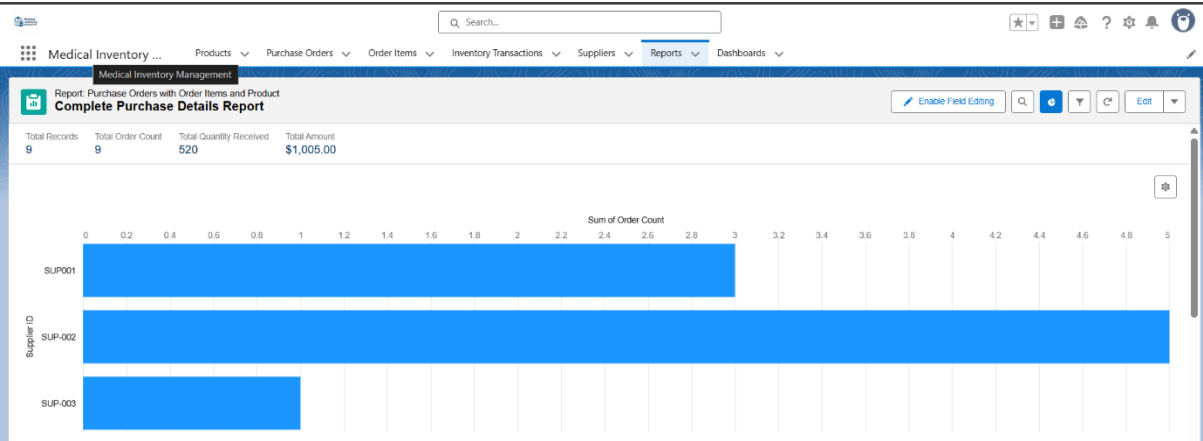 Search...
Medical Inventory ...
Products
Purchase Orders
Order Items
Inventory Transactions
Suppliers
Reports
Dashboards
Medical Inventory Management
Report: Purchase Orders with Order Items and Product
Complete Purchase Details Report
Enable Field Editing
Edit
Total Records Total Order Count Total Quantity Received Total Amount
9 9 520 $1,005.00
Sum of Order Count
0 0.2 0.4 0.6 0.8 1 1.2 1.4 1.6 1.8 2 2.2 2.4 2.6 2.8 3 3.2 3.4 3.6 3.8 4 4.2 4.4 4.6 4.8 5
Supplier ID
SUP001
SUP-002
SUP-003